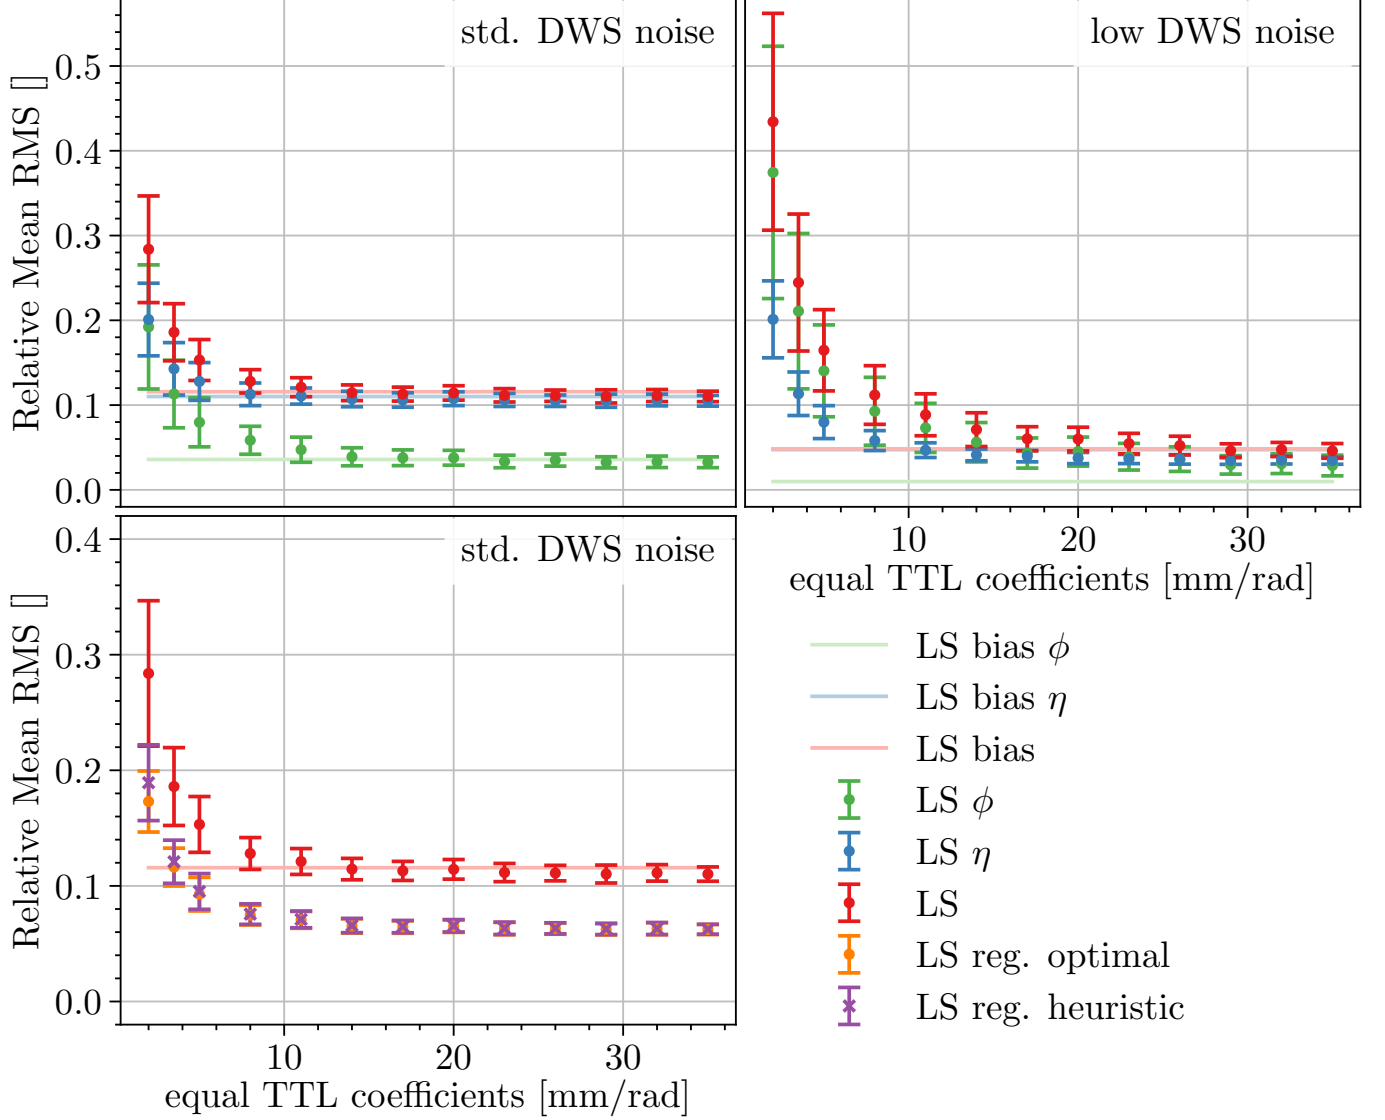 std. DWS noise
low DWS noise
Relative Mean RMS []
0.5
0.4
0.3
0.2
0.1
0.0
10
20
30
equal TTL coefficients [mm/rad]
std. DWS noise
Relative Mean RMS []
0.4
0.3
0.2
0.1
0.0
10
20
30
equal TTL coefficients [mm/rad]
LS bias ϕ
LS bias η
LS bias
LS ϕ
LS η
LS
LS reg. optimal
LS reg. heuristic